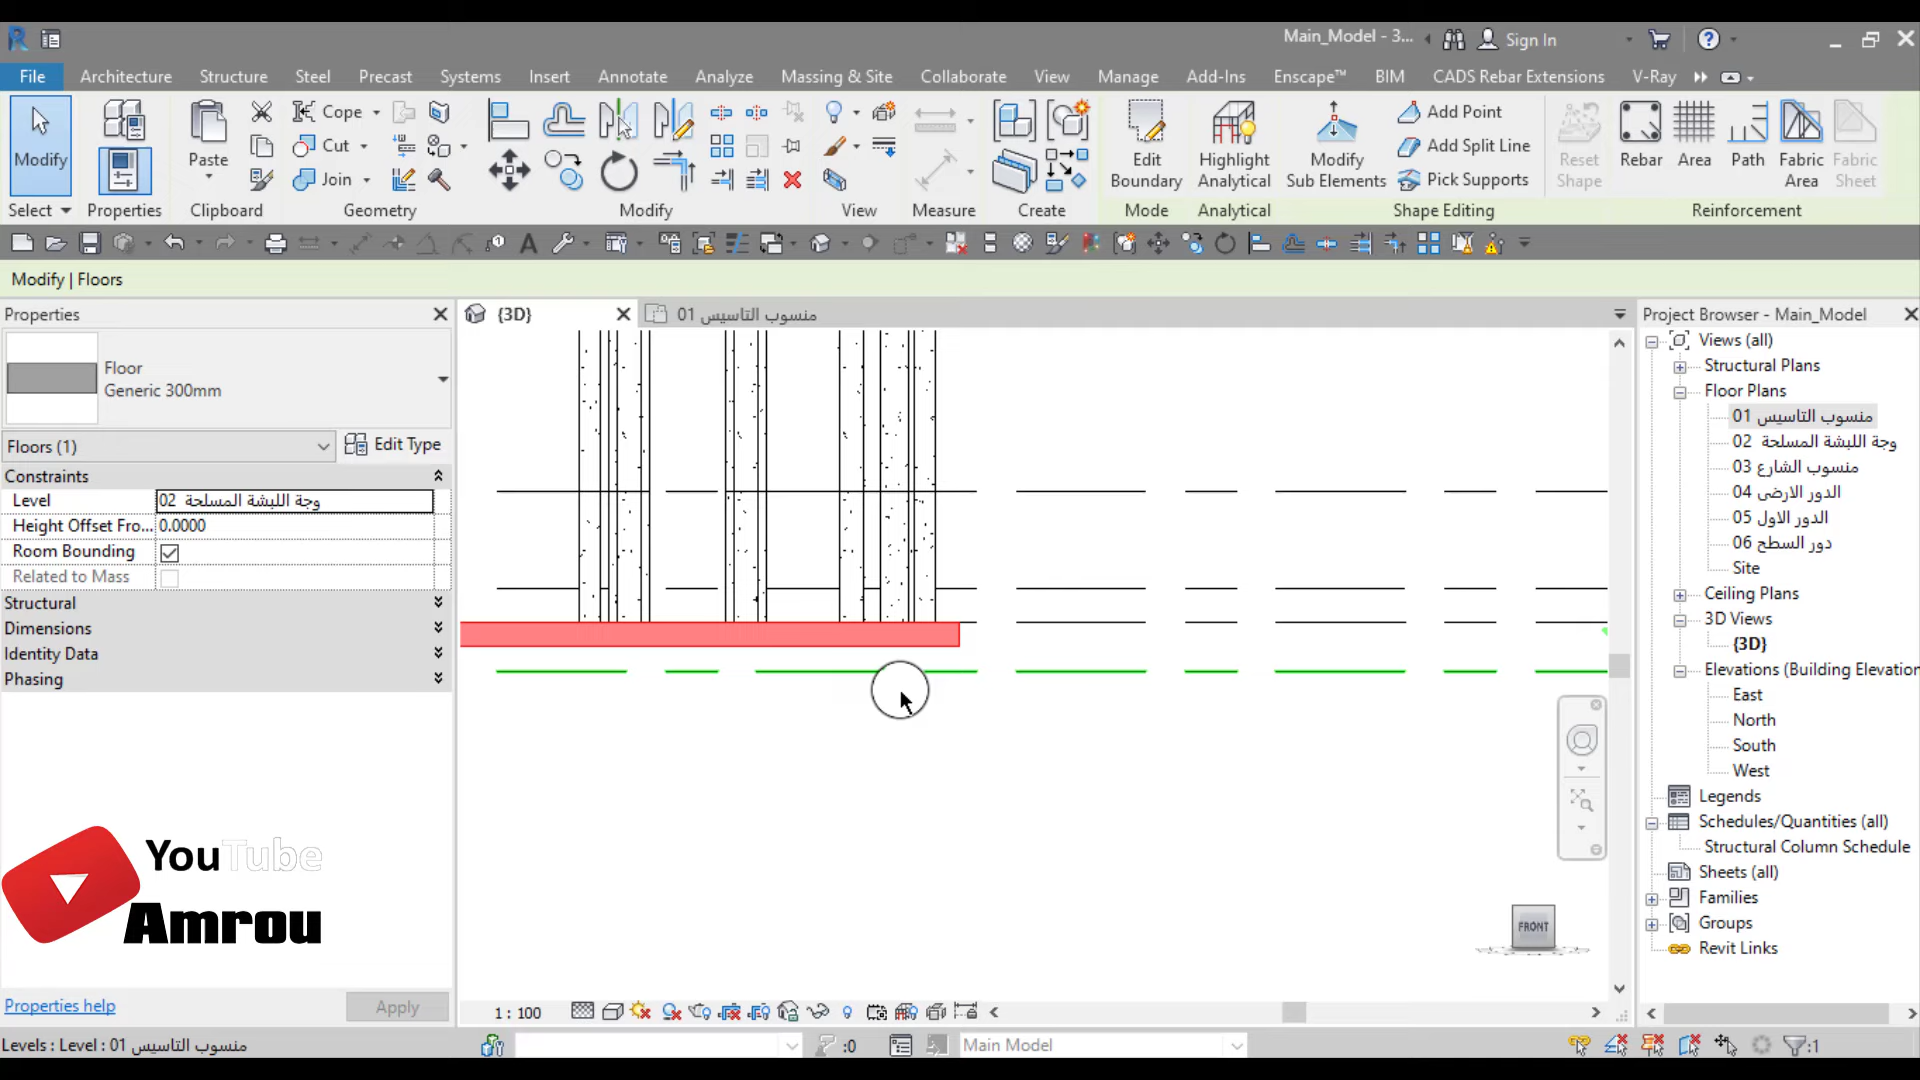 Main_Model - 3...
Sign In
File Architecture Structure Steel Precast Systems Insert Annotate Analyze Massing & Site Collaborate View Manage Add-Ins Enscape™ BIM CADS Rebar Extensions V-Ray
Modify
Paste
Cope
Cut
Join
Edit Boundary
Highlight Analytical
Modify Sub Elements
Add Point
Add Split Line
Pick Supports
Reset Shape
Rebar
Area
Path
Fabric Area
Fabric Sheet
Select Properties Clipboard Geometry Modify View Measure Create Mode Analytical Shape Editing Reinforcement
Modify | Floors
Properties
Floor
Generic 300mm
Floors (1)
Edit Type
Constraints
Level 02 وجة اللبشة المسلحة
Height Offset Fro... 0.0000
Room Bounding
Related to Mass
Structural
Dimensions
Identity Data
Phasing
YouTube
Amrou
Properties help
Apply
{3D}
01 منسوب التاسيس
FRONT
1 : 100
Project Browser - Main_Model
Views (all)
Structural Plans
Floor Plans
01 منسوب التاسيس
02 وجة اللبشة المسلحة
03 منسوب الشارع
04 الدور الارضى
05 الدور الاول
06 دور السطح
Site
Ceiling Plans
3D Views
{3D}
Elevations (Building Elevation
East
North
South
West
Legends
Schedules/Quantities (all)
Structural Column Schedule
Sheets (all)
Families
Groups
Revit Links
Levels : Level : 01 منسوب التاسيس
:0
Main Model
:1